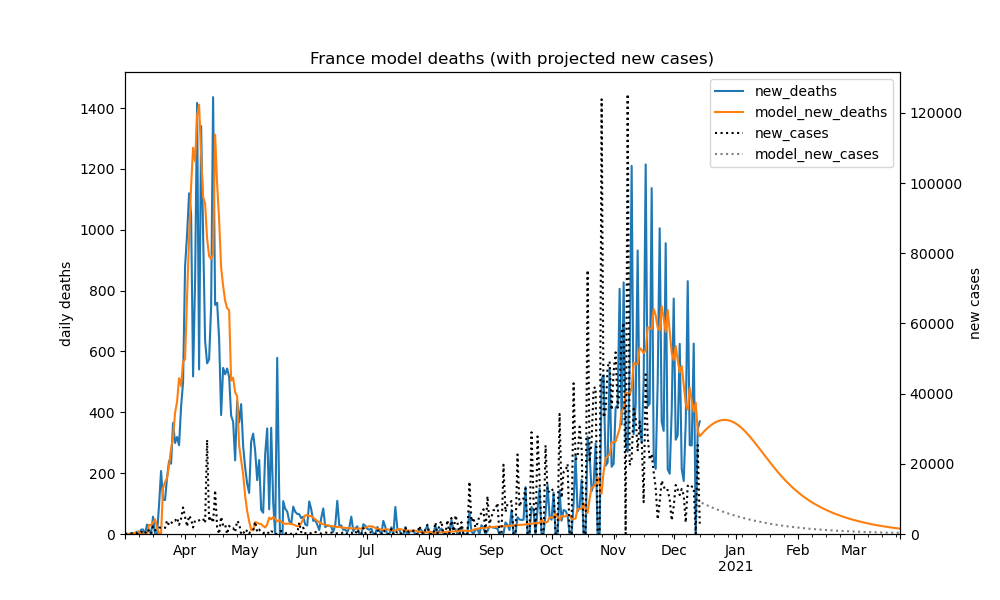 France model deaths (with projected new cases)
new_deaths
model_new_deaths
new_cases
model_new_cases
1400
1200
1000
800
600
400
200
0
daily deaths
120000
100000
80000
60000
40000
20000
0
new cases
Apr May Jun Jul Aug Sep Oct Nov Dec Jan Feb Mar
2021